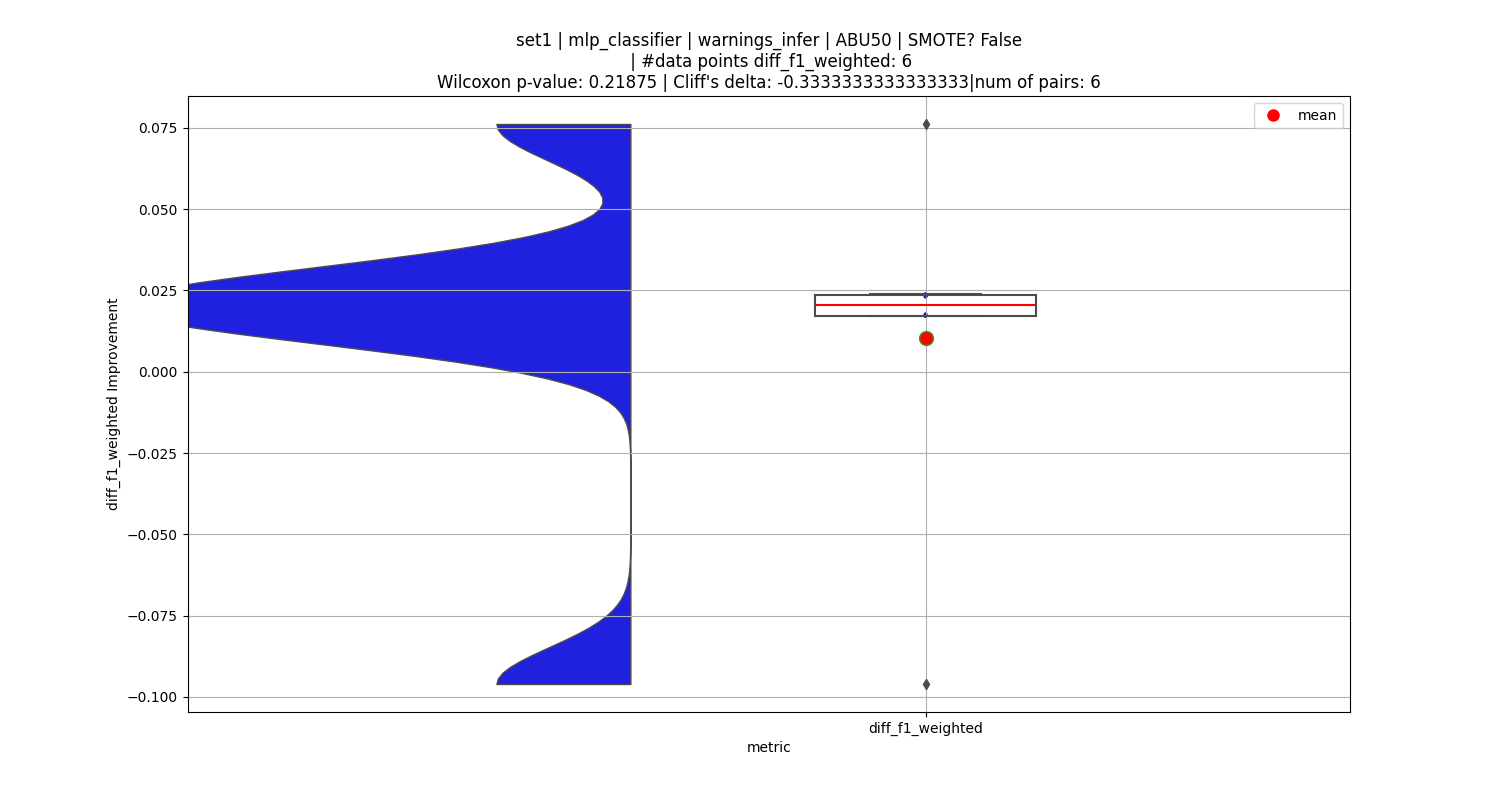 set1 | mlp_classifier | warnings_infer | ABU50 | SMOTE? False
| #data points diff_f1_weighted: 6
Wilcoxon p-value: 0.21875 | Cliff's delta: -0.3333333333333333|num of pairs: 6
mean
0.075
0.050
0.025
0.000
−0.025
−0.050
−0.075
−0.100
diff_f1_weighted Improvement
diff_f1_weighted
metric